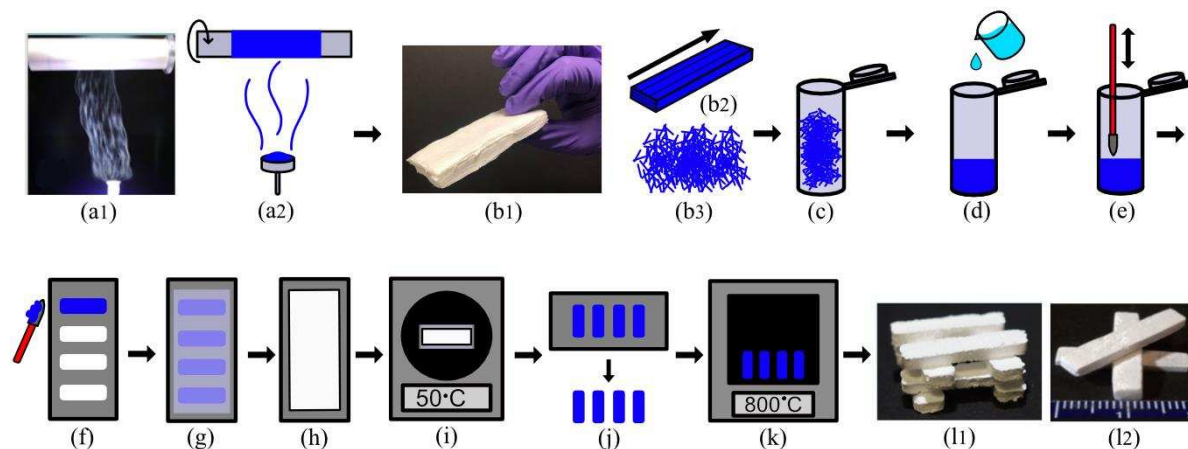 (a1)
(a2)
(b1)
(b2)
(b3)
(c)
(d)
(e)
(f)
(g)
(h)
50°C
(i)
(j)
800°C
(k)
(l1)
(l2)